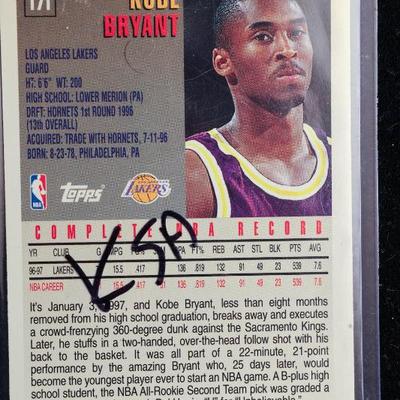 171
KOBE
BRYANT
LOS ANGELES LAKERS
GUARD
HT: 6'6" WT: 200
HIGH SCHOOL: LOWER MERION (PA)
DRFT: HORNETS 1st ROUND 1996
(13th OVERALL)
ACQUIRED: TRADE WITH HORNETS, 7-11-96
BORN: 8-23-78, PHILADELPHIA, PA
NBA
Topps
LAKERS
COMPLETE NBA RECORD
YR CLUB G MPG FG% FT% REB AST STL BLK PTS AVG
96-97 LAKERS 15.5 .417 .136 .819 132 91 49 23 539 7.6
NBA CAREER 15.5 .417 .136 .819 132 91 49 23 539 7.6
It's January 3, 1997, and Kobe Bryant, less than eight months
removed from his high school graduation, breaks away and executes
a crowd-frenzying 360-degree dunk against the Sacramento Kings.
Later, he stuffs in a two-handed, over-the-head follow shot with his
back to the basket. It was all part of a 22-minute, 21-point
performance by the amazing Bryant who, 25 days later, would
become the youngest player ever to start an NBA game. A B-plus high
school student, the NBA All-Rookie Second Team pick was graded a